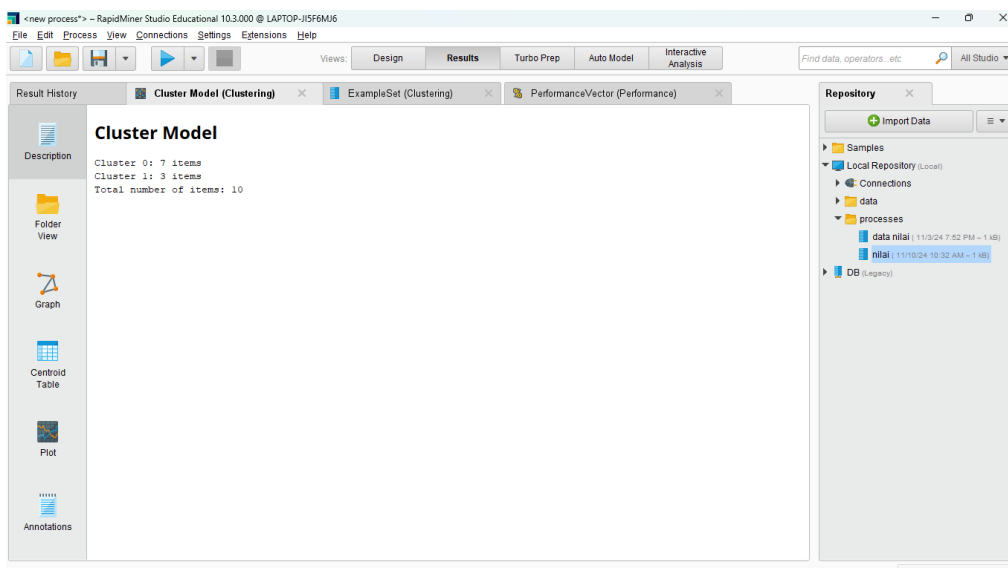 <new process*> – RapidMiner Studio Educational 10.3.000 @ LAPTOP-JI5F6MJ6
File Edit Process View Connections Settings Extensions Help
Views: Design Results Turbo Prep Auto Model Interactive Analysis
Find data, operators...etc
All Studio
Result History
Cluster Model (Clustering)
ExampleSet (Clustering)
PerformanceVector (Performance)
Description
Folder View
Graph
Centroid Table
Plot
Annotations
Cluster Model
Cluster 0: 7 items
Cluster 1: 3 items
Total number of items: 10
Repository
Import Data
Samples
Local Repository (Local)
Connections
data
processes
data nilai ( 11/3/24 7:52 PM – 1 kB)
nilai ( 11/10/24 10:32 AM – 1 kB)
DB (Legacy)